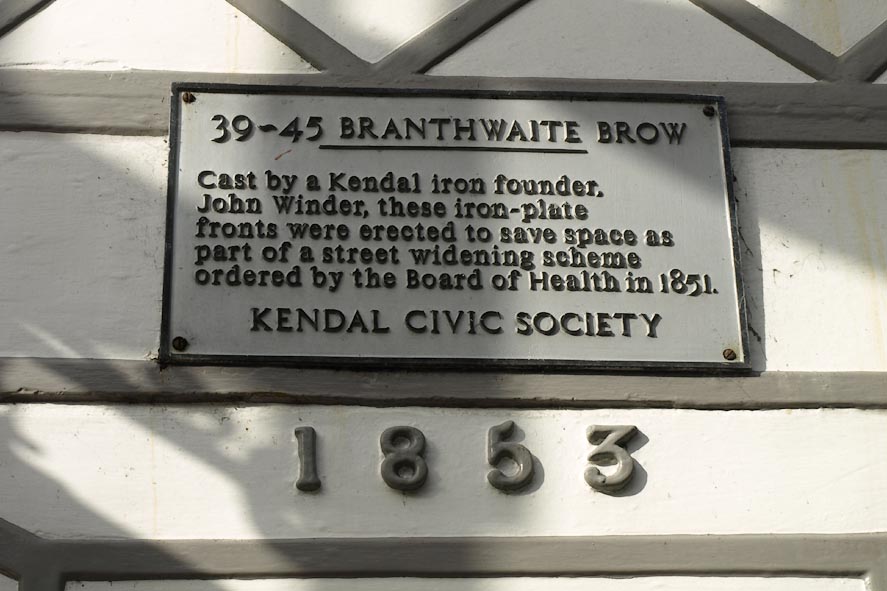 39-45 BRANTHWAITE BROW
Cast by a Kendal iron founder,
John Winder, these iron-plate
fronts were erected to save space as
part of a street widening scheme
ordered by the Board of Health in 1851.
KENDAL CIVIC SOCIETY
1853